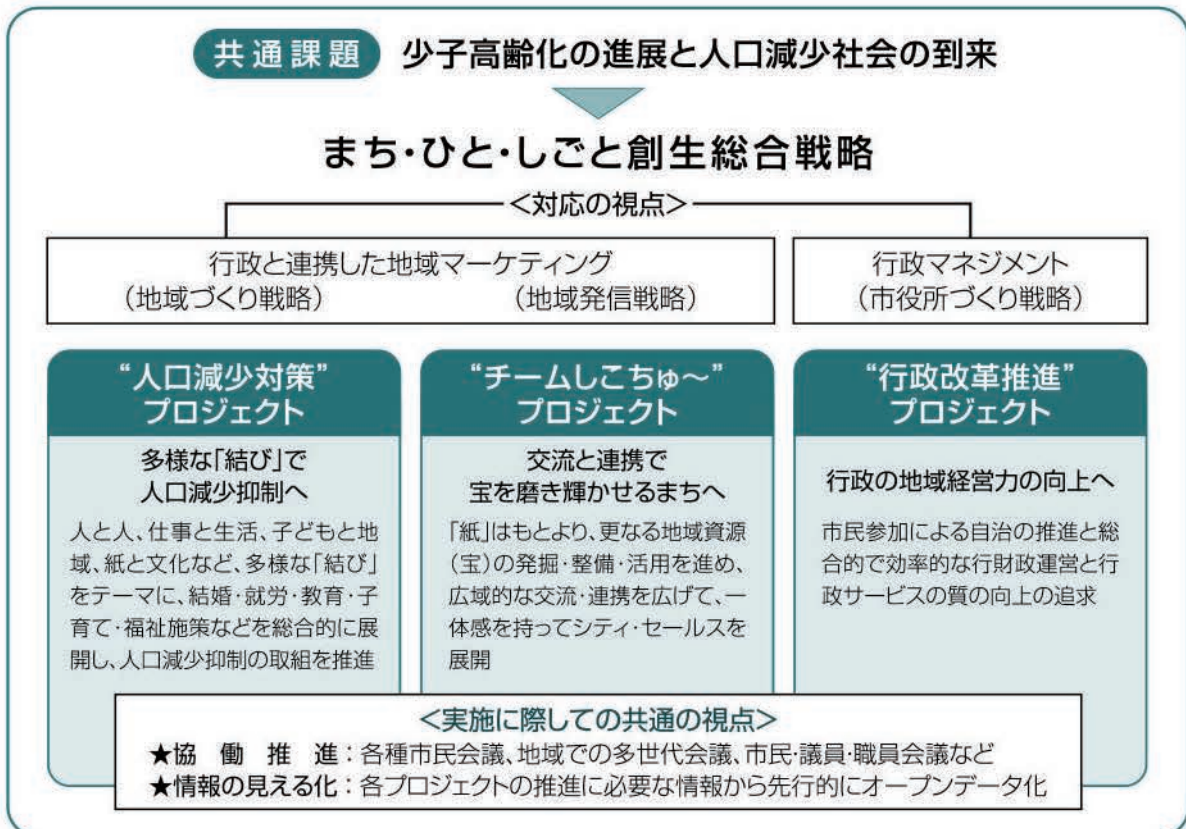 共通課題 少子高齢化の進展と人口減少社会の到来
まち・ひと・しごと創生総合戦略
＜対応の視点＞
行政と連携した地域マーケティング
（地域づくり戦略） （地域発信戦略）
行政マネジメント
（市役所づくり戦略）
“人口減少対策”
プロジェクト
多様な「結び」で
人口減少抑制へ
人と人、仕事と生活、子どもと地
域、紙と文化など、多様な「結び」
をテーマに、結婚・就労・教育・子
育て・福祉施策などを総合的に展
開し、人口減少抑制の取組を推進
“チームしこちゅ～”
プロジェクト
交流と連携で
宝を磨き輝かせるまちへ
「紙」はもとより、更なる地域資源
（宝）の発掘・整備・活用を進め、
広域的な交流・連携を広げて、一
体感を持ってシティ・セールスを
展開
“行政改革推進”
プロジェクト
行政の地域経営力の向上へ
市民参加による自治の推進と総
合的で効率的な行財政運営と行
政サービスの質の向上の追求
＜実施に際しての共通の視点＞
★協働推進：各種市民会議、地域での多世代会議、市民・議員・職員会議など
★情報の見える化：各プロジェクトの推進に必要な情報から先行的にオープンデータ化